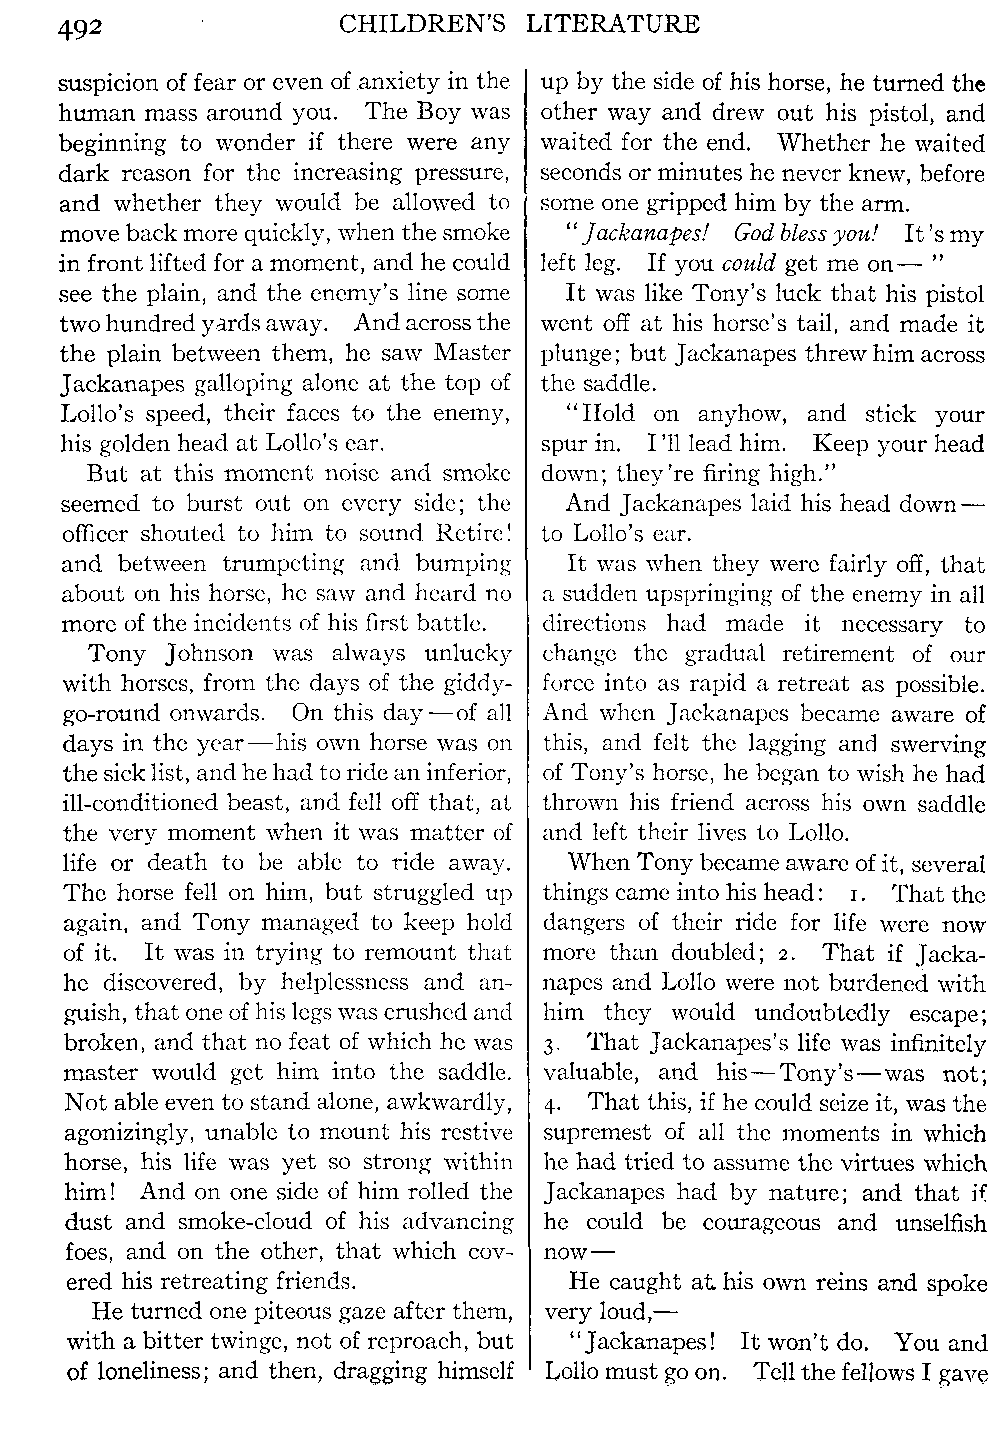 492 CHILDREN'S LITERATURE
suspicion of fear or even of anxiety in the
human mass around you. The Boy was
beginning to wonder if there were any
dark reason for the increasing pressure,
and whether they would be allowed to
move back more quickly, when the smoke
in front lifted for a moment, and he could
see the plain, and the enemy's line some
two hundred yards away. And across the
the plain between them, he saw Master
Jackanapes galloping alone at the top of
Lollo's speed, their faces to the enemy,
his golden head at Lollo's ear.
But at this moment noise and smoke
seemed to burst out on every side; the
officer shouted to him to sound Retire!
and between trumpeting and bumping
about on his horse, he saw and heard no
more of the incidents of his first battle.
Tony Johnson was always unlucky
with horses, from the days of the giddy-
go-round onwards. On this day—of all
days in the year—his own horse was on
the sick list, and he had to ride an inferior,
ill-conditioned beast, and fell off that, at
the very moment when it was matter of
life or death to be able to ride away.
The horse fell on him, but struggled up
again, and Tony managed to keep hold
of it. It was in trying to remount that
he discovered, by helplessness and an-
guish, that one of his legs was crushed and
broken, and that no feat of which he was
master would get him into the saddle.
Not able even to stand alone, awkwardly,
agonizingly, unable to mount his restive
horse, his life was yet so strong within
him! And on one side of him rolled the
dust and smoke-cloud of his advancing
foes, and on the other, that which cov-
ered his retreating friends.
He turned one piteous gaze after them,
with a bitter twinge, not of reproach, but
of loneliness; and then, dragging himself
up by the side of his horse, he turned the
other way and drew out his pistol, and
waited for the end. Whether he waited
seconds or minutes he never knew, before
some one gripped him by the arm.
"Jackanapes! God bless you! It's my
left leg. If you could get me on— "
It was like Tony's luck that his pistol
went off at his horse's tail, and made it
plunge; but Jackanapes threw him across
the saddle.
"Hold on anyhow, and stick your
spur in. I'll lead him. Keep your head
down; they're firing high."
And Jackanapes laid his head down—
to Lollo's ear.
It was when they were fairly off, that
a sudden upspringing of the enemy in all
directions had made it necessary to
change the gradual retirement of our
force into as rapid a retreat as possible.
And when Jackanapes became aware of
this, and felt the lagging and swerving
of Tony's horse, he began to wish he had
thrown his friend across his own saddle
and left their lives to Lollo.
When Tony became aware of it, several
things came into his head: 1. That the
dangers of their ride for life were now
more than doubled; 2. That if Jacka-
napes and Lollo were not burdened with
him they would undoubtedly escape;
3. That Jackanapes's life was infinitely
valuable, and his—Tony's—was not;
4. That this, if he could seize it, was the
supremest of all the moments in which
he had tried to assume the virtues which
Jackanapes had by nature; and that if
he could be courageous and unselfish
now—
He caught at his own reins and spoke
very loud,—
"Jackanapes! It won't do. You and
Lollo must go on. Tell the fellows I gave